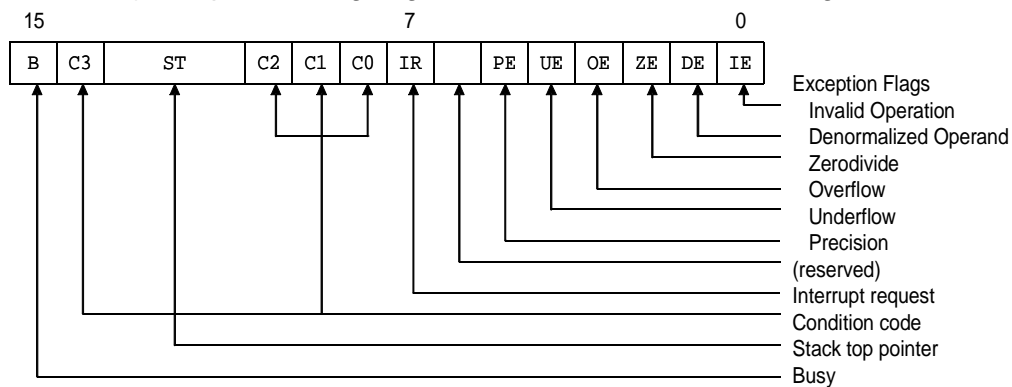 15 7 0
B C3 ST C2 C1 C0 IR PE UE OE ZE DE IE
Exception Flags
Invalid Operation
Denormalized Operand
Zerodivide
Overflow
Underflow
Precision
(reserved)
Interrupt request
Condition code
Stack top pointer
Busy